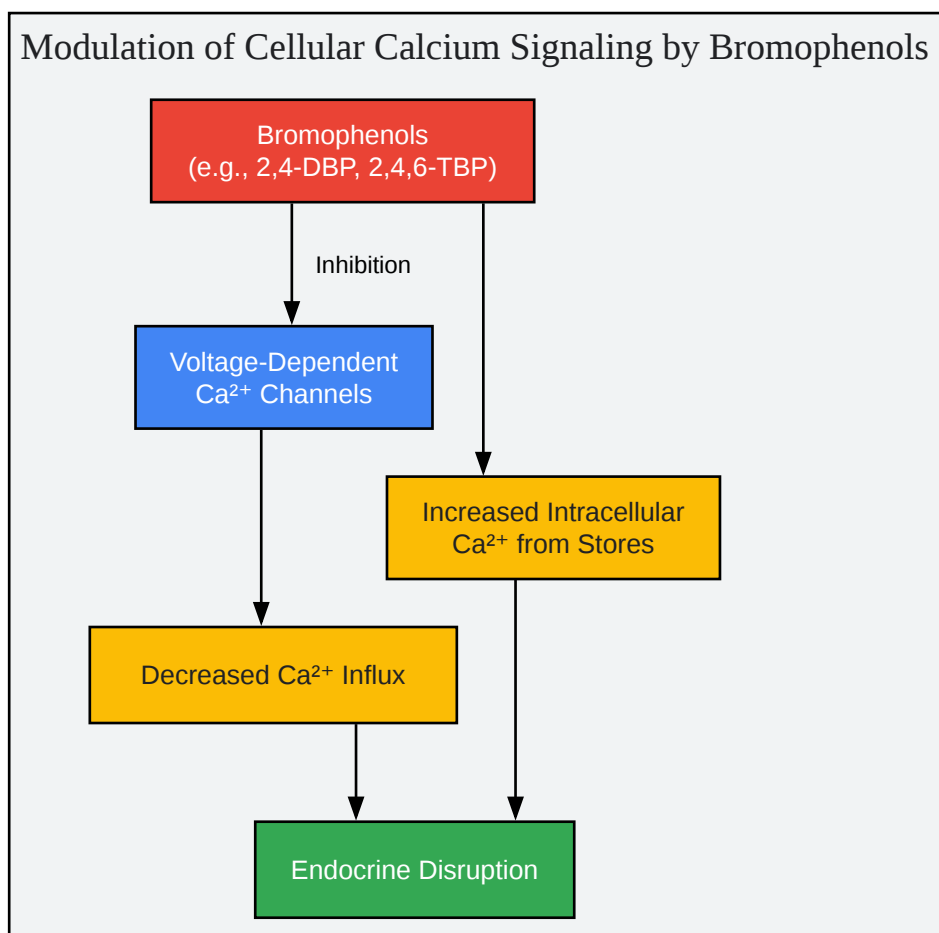 Modulation of Cellular Calcium Signaling by Bromophenols
Bromophenols
(e.g., 2,4-DBP, 2,4,6-TBP)
Inhibition
Voltage-Dependent
Ca²⁺ Channels
Increased Intracellular
Ca²⁺ from Stores
Decreased Ca²⁺ Influx
Endocrine Disruption